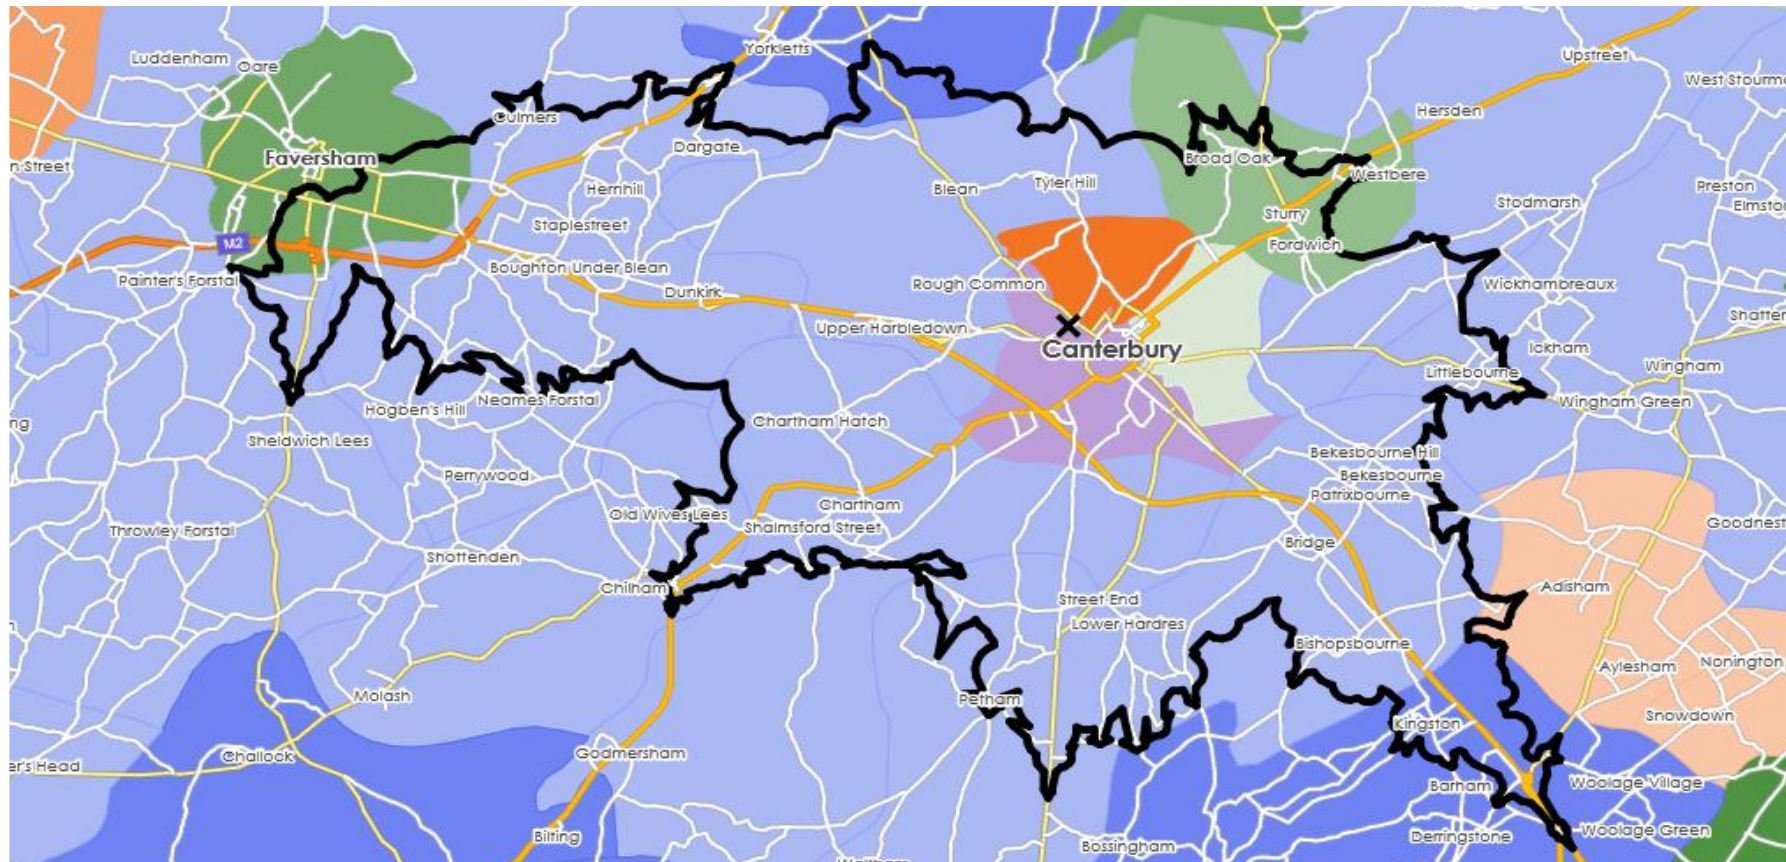 Yorkletts
Luddenham
Oare
Upstreet
West Stourm
Hersden
Culmers
Dargate
Faversham
Broad Oak
n Street
Westbere
Hernhill
Blean
Tyler Hill
Preston
Stodmarsh
Elmsto
Staplestreet
Sturry
M2
Fordwich
Painter's Forstal
Boughton Under Blean
Dunkirk
Rough Common
Wickhambreaux
Shatter
Upper Harbledown
Canterbury
Ickham
Wingham
Littlebourne
Neames Forstal
Wingham Green
Hogben's Hill
ng
Chartham Hatch
Sheldwich Lees
Bekesbourne Hill
Perrywood
Bekesbourne
Patrixbourne
Chartham
Old Wives Lees
Goodnest
Throwley Forstal
Shalmsford Street
Bridge
Shottenden
Chilham
Adisham
Street End
Lower Hardres
Bishopsbourne
Nonington
Aylesham
Molash
Petham
Snowdown
Kingston
Godmersham
Challock
er's Head
Woolage Village
Barham
Woolage Green
Bilting
Derringstone
Bossingham
Waltham